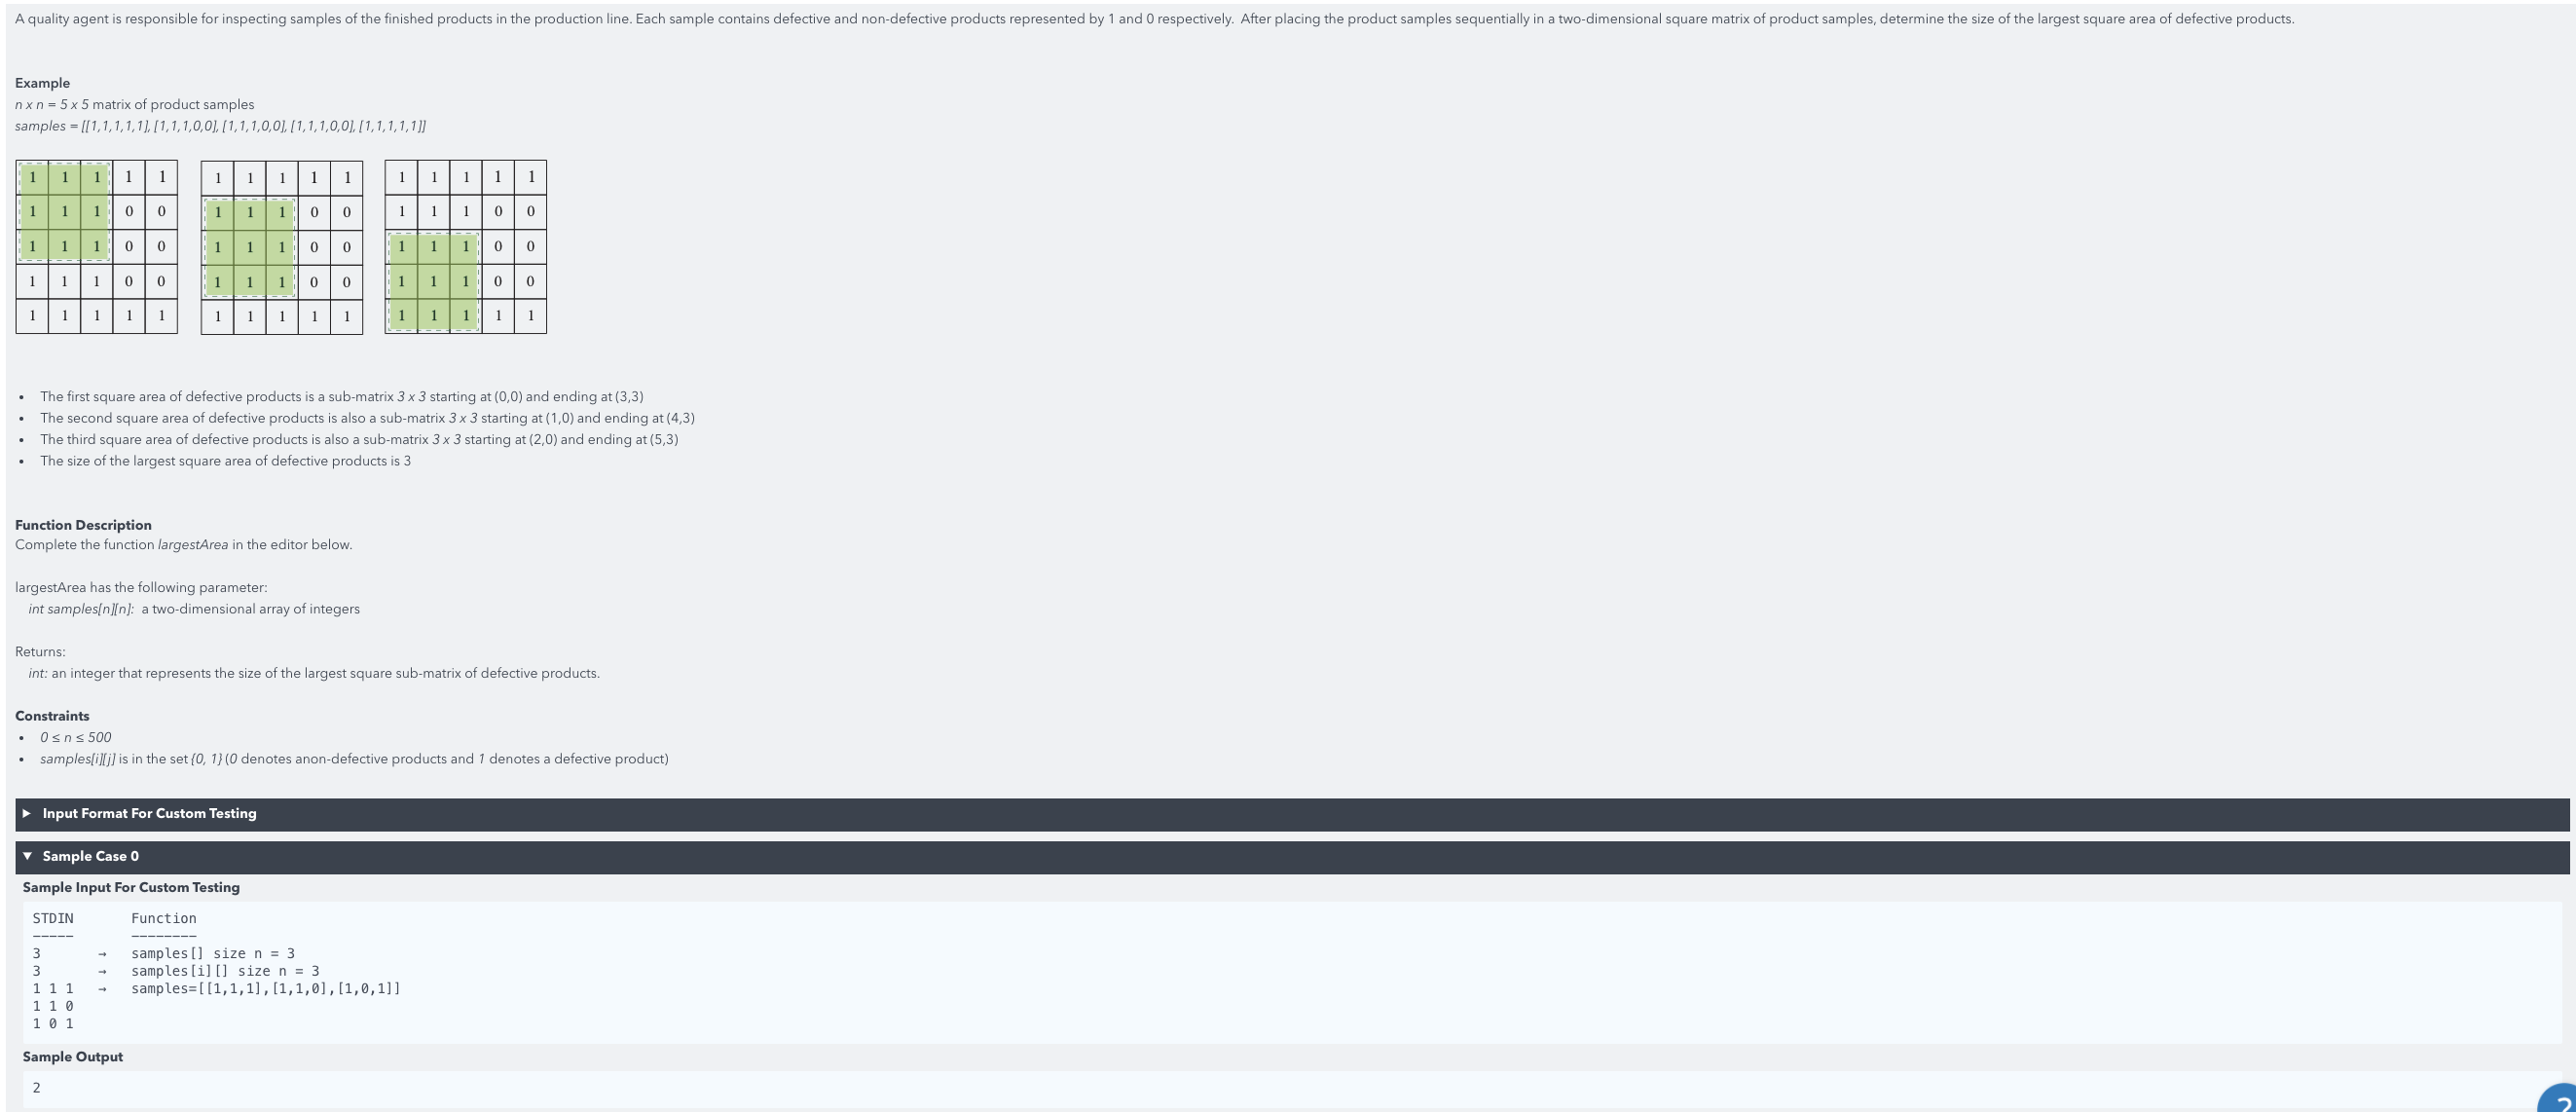 A quality agent is responsible for inspecting samples of the finished products in the production line. Each sample contains defective and non-defective products represented by 1 and 0 respectively.  After placing the product samples sequentially in a two-dimensional square matrix of product samples, determine the size of the largest square area of defective products.
Example
n x n = 5 x 5 matrix of product samples
samples = [[1,1,1,1,1], [1,1,1,0,0], [1,1,1,0,0], [1,1,1,0,0], [1,1,1,1,1]]
1 1 1 1 1   1 1 1 1 1   1 1 1 1 1
1 1 1 0 0   1 1 1 0 0   1 1 1 0 0
1 1 1 0 0   1 1 1 0 0   1 1 1 0 0
1 1 1 0 0   1 1 1 0 0   1 1 1 0 0
1 1 1 1 1   1 1 1 1 1   1 1 1 1 1
• The first square area of defective products is a sub-matrix 3 x 3 starting at (0,0) and ending at (3,3)
• The second square area of defective products is also a sub-matrix 3 x 3 starting at (1,0) and ending at (4,3)
• The third square area of defective products is also a sub-matrix 3 x 3 starting at (2,0) and ending at (5,3)
• The size of the largest square area of defective products is 3
Function Description
Complete the function largestArea in the editor below.
largestArea has the following parameter:
int samples[n][n]:  a two-dimensional array of integers
Returns:
int: an integer that represents the size of the largest square sub-matrix of defective products.
Constraints
• 0 ≤ n ≤ 500
• samples[i][j] is in the set {0, 1} (0 denotes anon-defective products and 1 denotes a defective product)
▶ Input Format For Custom Testing
▼ Sample Case 0
Sample Input For Custom Testing
STDIN       Function
-----       --------
3      →   samples[] size n = 3
3      →   samples[i][] size n = 3
1 1 1  →   samples=[[1,1,1],[1,1,0],[1,0,1]]
1 1 0
1 0 1
Sample Output
2
?